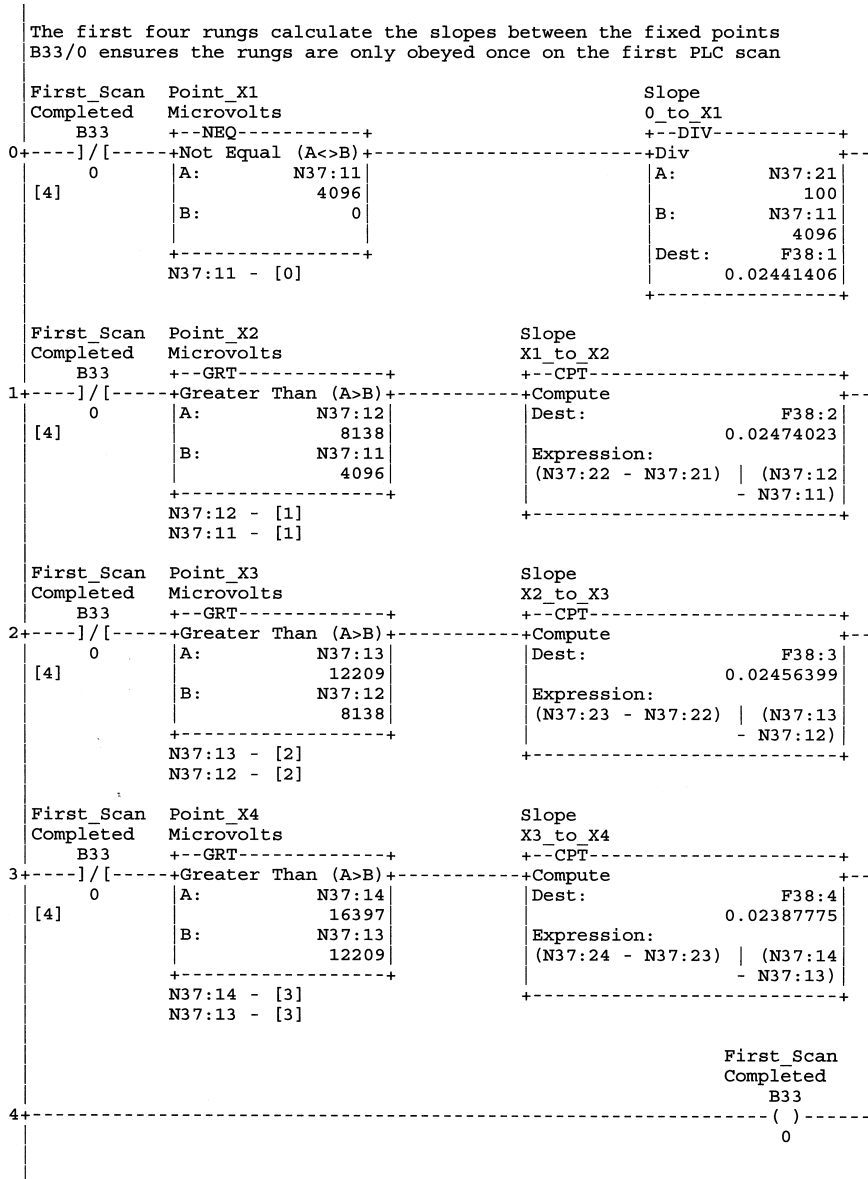 The first four rungs calculate the slopes between the fixed points
B33/0 ensures the rungs are only obeyed once on the first PLC scan
First_Scan Point_X1 Slope
Completed Microvolts 0_to_X1
B33 +--NEQ-----------+ +--DIV-----------+
0+----]/[-----+Not Equal (A<>B)+-----------------------+Div +--
0 |A: N37:11| |A: N37:21|
[4] | 4096| | 100|
|B: 0| |B: N37:11|
| | | 4096|
+----------------+ |Dest: F38:1|
N37:11 - [0] | 0.02441406|
+----------------+
First_Scan Point_X2 Slope
Completed Microvolts X1_to_X2
B33 +--GRT-------------+ +--CPT-----------------------+
1+----]/[-----+Greater Than (A>B)+-----------+Compute +--
0 |A: N37:12| |Dest: F38:2|
[4] | 8138| | 0.02474023|
|B: N37:11| |Expression: |
| 4096| |(N37:22 - N37:21) | (N37:12|
+------------------+ | - N37:11)|
N37:12 - [1] +----------------------------+
N37:11 - [1]
First_Scan Point_X3 Slope
Completed Microvolts X2_to_X3
B33 +--GRT-------------+ +--CPT-----------------------+
2+----]/[-----+Greater Than (A>B)+-----------+Compute +--
0 |A: N37:13| |Dest: F38:3|
[4] | 12209| | 0.02456399|
|B: N37:12| |Expression: |
| 8138| |(N37:23 - N37:22) | (N37:13|
+------------------+ | - N37:12)|
N37:13 - [2] +----------------------------+
N37:12 - [2]
First_Scan Point_X4 Slope
Completed Microvolts X3_to_X4
B33 +--GRT-------------+ +--CPT-----------------------+
3+----]/[-----+Greater Than (A>B)+-----------+Compute +--
0 |A: N37:14| |Dest: F38:4|
[4] | 16397| | 0.02387775|
|B: N37:13| |Expression: |
| 12209| |(N37:24 - N37:23) | (N37:14|
+------------------+ | - N37:13)|
N37:14 - [3] +----------------------------+
N37:13 - [3]
First_Scan
Completed
B33
4+--------------------------------------------------------------------( )------
0